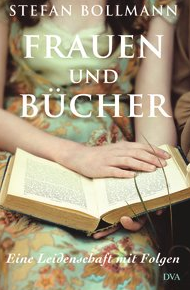 STEFAN BOLLMANN
FRAUEN
UND
BÜCHER
Eine Leidenschaft mit Folgen
DVA